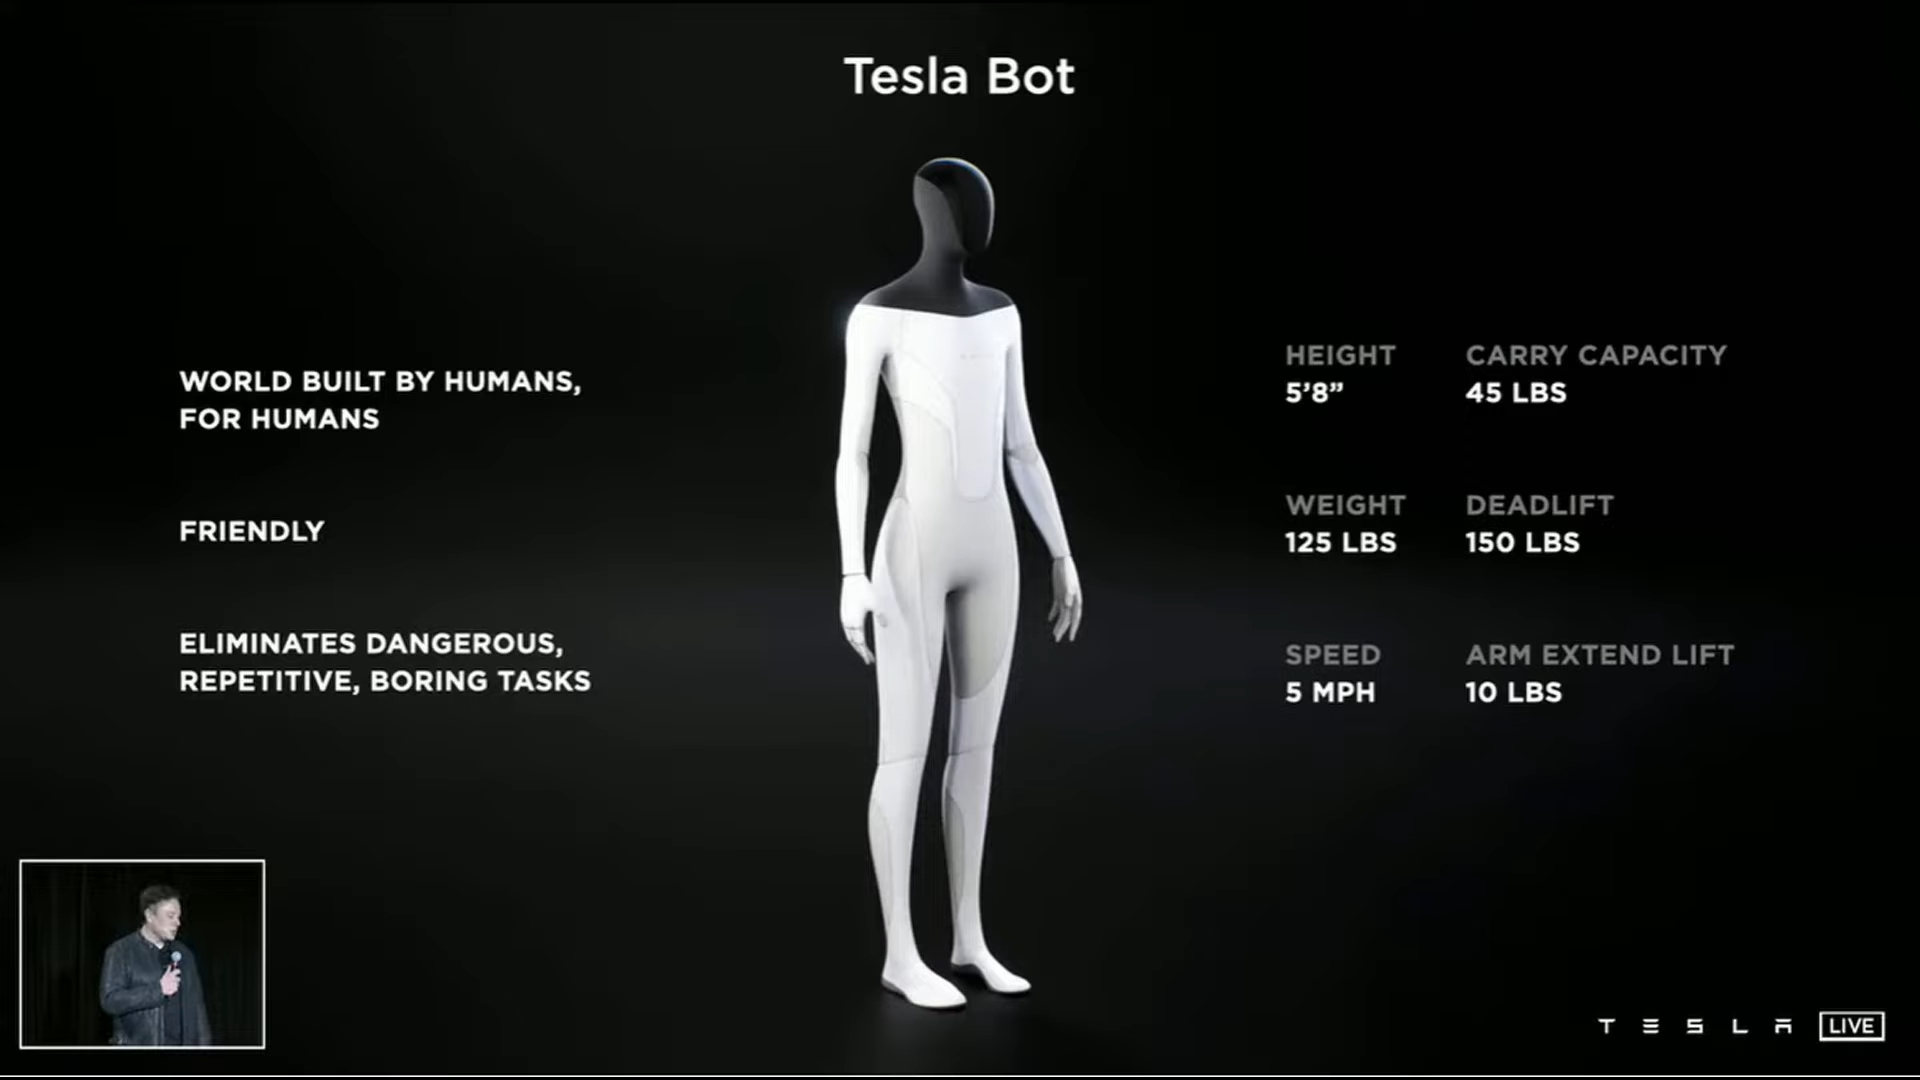 Tesla Bot
WORLD BUILT BY HUMANS,
FOR HUMANS
FRIENDLY
ELIMINATES DANGEROUS,
REPETITIVE, BORING TASKS
HEIGHT
5’8”
CARRY CAPACITY
45 LBS
WEIGHT
125 LBS
DEADLIFT
150 LBS
SPEED
5 MPH
ARM EXTEND LIFT
10 LBS
TESLA LIVE